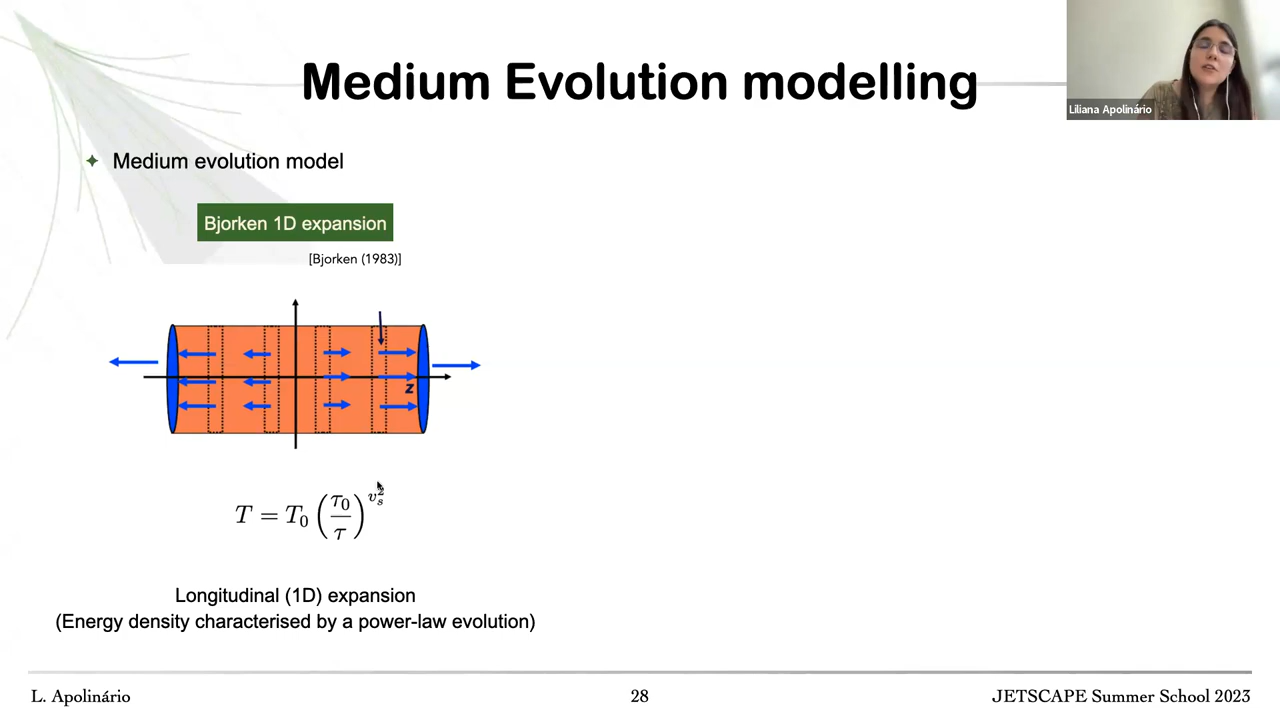 Medium Evolution modelling
Liliana Apolinário
✦ Medium evolution model
Bjorken 1D expansion
[Bjorken (1983)]
z
T = T₀ (τ₀/τ)^{v_s^2}
Longitudinal (1D) expansion
(Energy density characterised by a power-law evolution)
L. Apolinário
28
JETSCAPE Summer School 2023